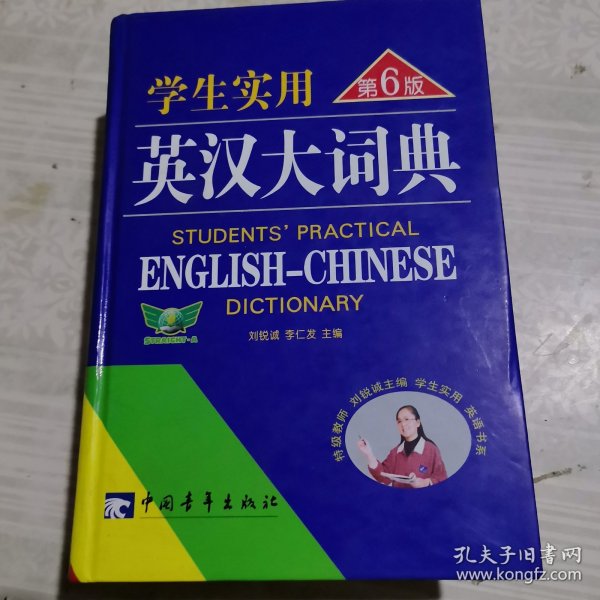 学生实用
第6版
英汉大词典
STUDENTS' PRACTICAL
ENGLISH-CHINESE
DICTIONARY
STRAIGHT-A
刘锐诚 李仁发 主编
特级教师 刘锐诚主编 学生实用 英语书系
中国青年出版社
孔夫子旧书网
www.kongfz.com